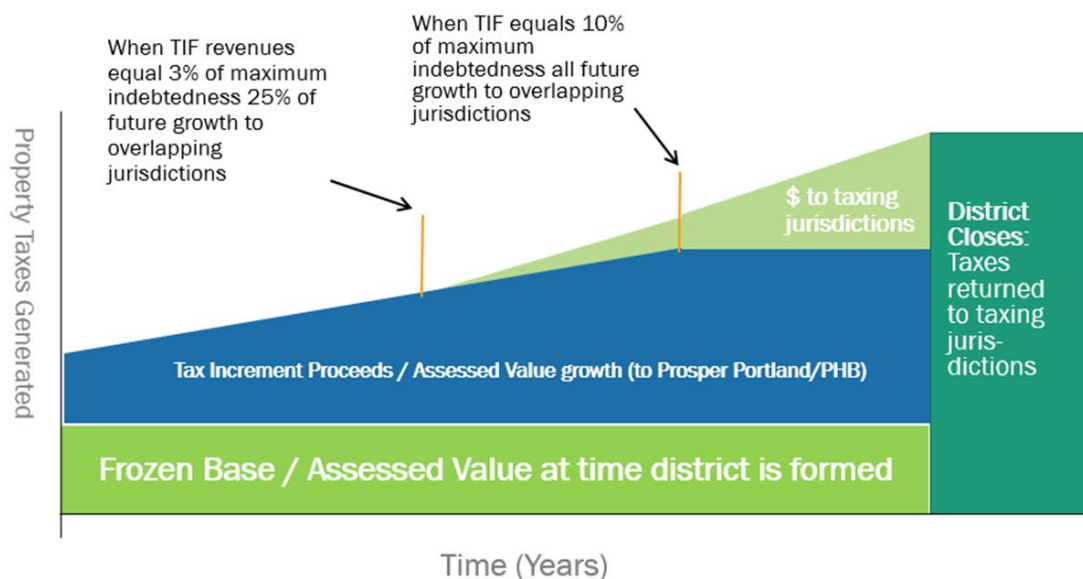 When TIF revenues
equal 3% of maximum
indebtedness 25% of
future growth to
overlapping
jurisdictions
When TIF equals 10%
of maximum
indebtedness all future
growth to overlapping
jurisdictions
Property Taxes Generated
$ to taxing
jurisdictions
District
Closes:
Taxes
returned
to taxing
juris-
dictions
Tax Increment Proceeds / Assessed Value growth (to Prosper Portland/PHB)
Frozen Base / Assessed Value at time district is formed
Time (Years)